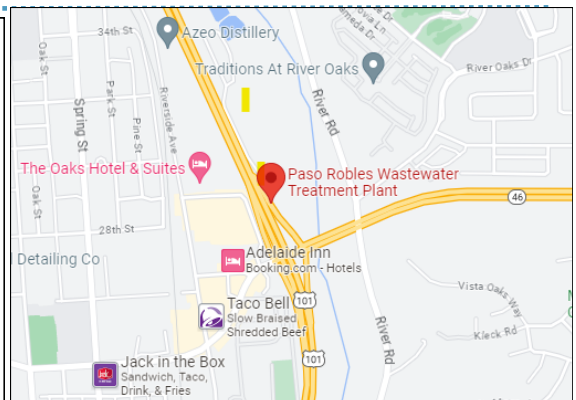 34th St
Azeo Distillery
Traditions At River Oaks
River Oaks Dr
Oak St
Spring St
Park St
Pine St
Riverside Ave
River Rd
The Oaks Hotel & Suites
Paso Robles Wastewater
Treatment Plant
Oak St
46
28th St
l Detailing Co
Adelaide Inn
Booking.com - Hotels
Vista Oaks Way
101
Taco Bell
Slow Braised
Shredded Beef
River Rd
Kleck Rd
101
Jack in the Box
Sandwich, Taco,
Drink, & Fries